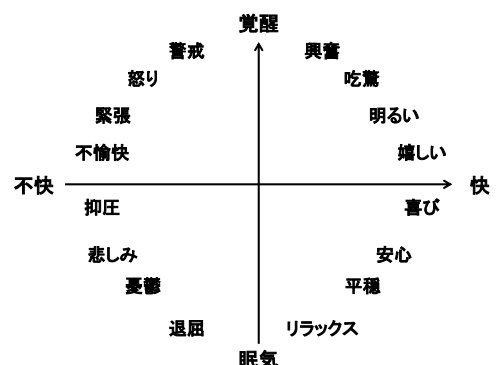 覚醒
警戒 興奮
怒り 吃驚
緊張 明るい
不愉快 嬉しい
不快 快
抑圧 喜び
悲しみ 安心
憂鬱 平穏
退屈 リラックス
眠気